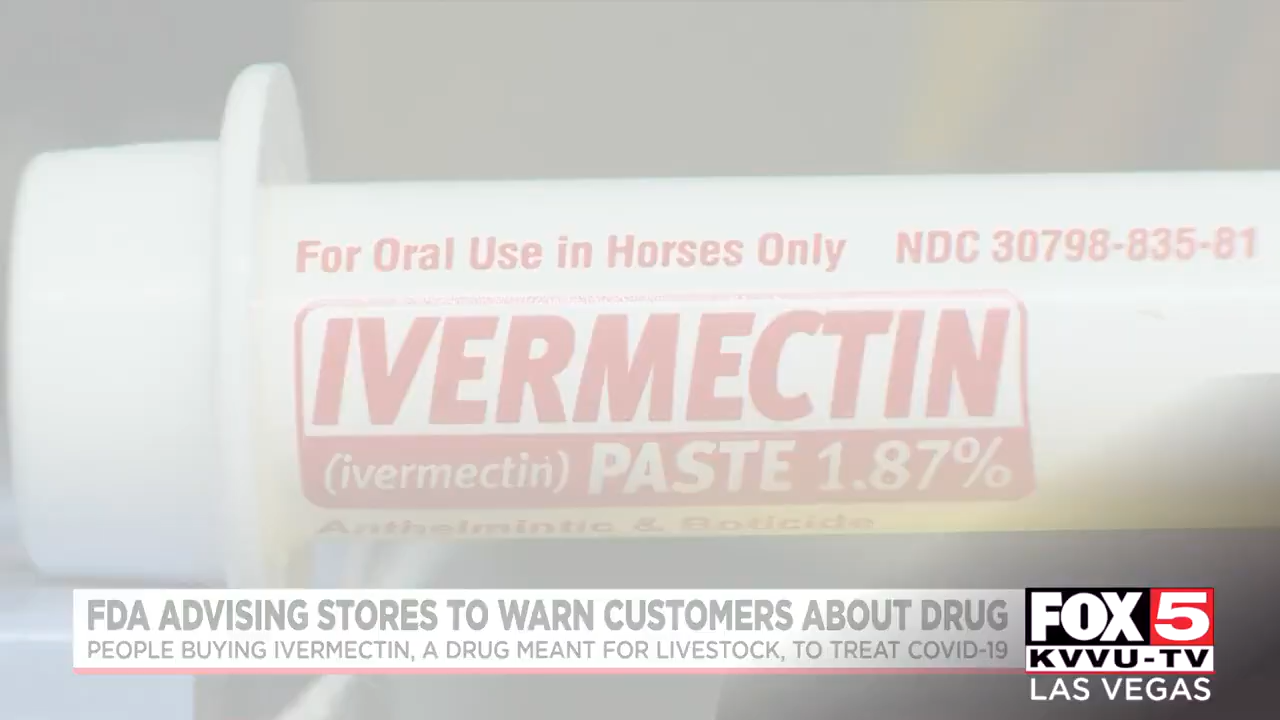 For Oral Use in Horses Only NDC 30798-835-81
IVERMECTIN
(ivermectin) PASTE 1.87%
Anthelmintic & Boticide
FDA ADVISING STORES TO WARN CUSTOMERS ABOUT DRUG
PEOPLE BUYING IVERMECTIN, A DRUG MEANT FOR LIVESTOCK, TO TREAT COVID-19
FOX 5
KVVU-TV
LAS VEGAS